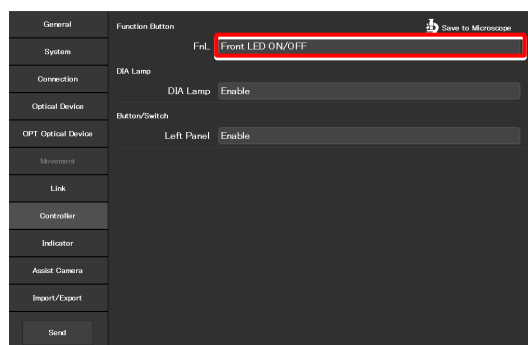 General
System
Connection
Optical Device
OPT Optical Device
Movement
Link
Controller
Indicator
Assist Camera
Import/Export
Send
Function Button
Save to Microscope
FnL Front LED ON/OFF
DIA Lamp
DIA Lamp Enable
Button/Switch
Left Panel Enable